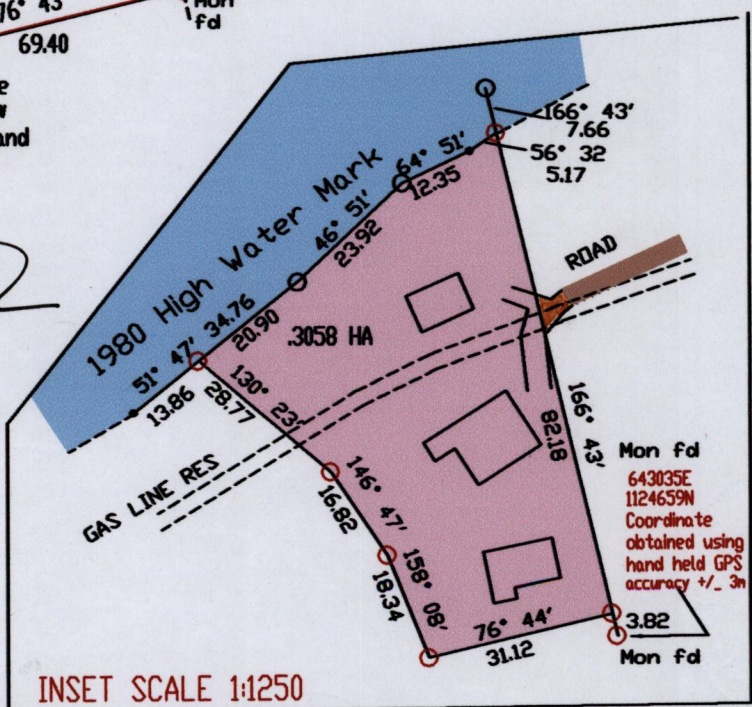 76° 43'
69.40
Mon
fd
and
166° 43'
7.66
56° 32
5.17
64° 51'
12.35
1980 High Water Mark
46° 51'
23.92
ROAD
51° 47' 34.76
20.90
.3058 HA
13.86
130° 23'
28.77
GAS LINE RES
166° 43'
82.18
146° 47'
16.82
158° 08'
18.34
Mon fd
643035E
1124659N
Coordinate
obtained using
hand held GPS
accuracy +/_ 3m
76° 44'
31.12
3.82
Mon fd
INSET SCALE 1:1250